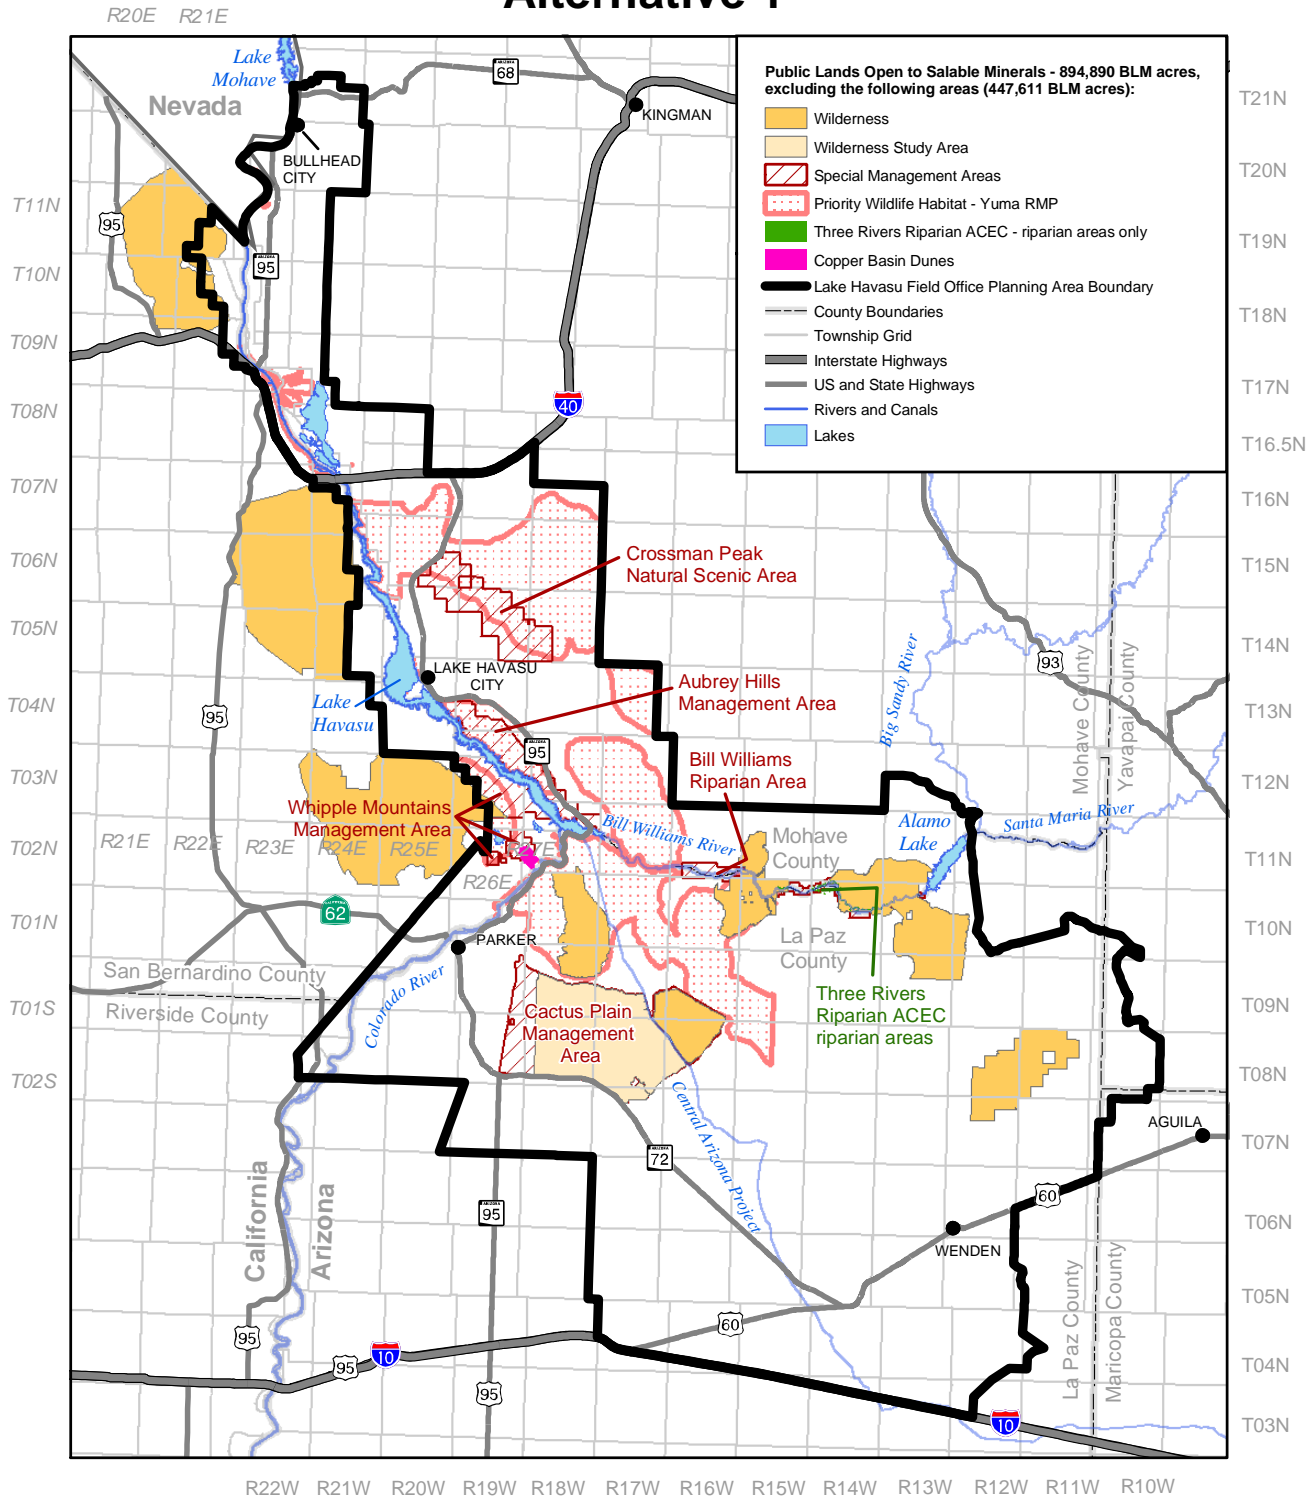 Alternative 1
R20E R21E
Public Lands Open to Salable Minerals - 894,890 BLM acres,
excluding the following areas (447,611 BLM acres):
Wilderness
Wilderness Study Area
Special Management Areas
Priority Wildlife Habitat - Yuma RMP
Three Rivers Riparian ACEC - riparian areas only
Copper Basin Dunes
Lake Havasu Field Office Planning Area Boundary
County Boundaries
Township Grid
Interstate Highways
US and State Highways
Rivers and Canals
Lakes
Lake
Mohave
Nevada
ARIZONA
68
KINGMAN
BULLHEAD
CITY
95
ARIZONA
95
40
Crossman Peak
Natural Scenic Area
LAKE HAVASU
CITY
Lake
Havasu
Aubrey Hills
Management Area
95
ARIZONA
95
Bill Williams
Riparian Area
Big Sandy River
93
Mohave County
Yavapai County
Whipple Mountains
Management Area
Bill Williams River
Mohave
County
Alamo
Lake
Santa Maria River
R21E R22E R23E R24E R25E
R26E
R27E
62
PARKER
La Paz
County
San Bernardino County
Riverside County
Colorado River
Cactus Plain
Management
Area
Three Rivers
Riparian ACEC
riparian areas
Central Arizona Project
ARIZONA
72
AGUILA
60
WENDEN
California
Arizona
ARIZONA
95
60
La Paz County
Maricopa County
95
10
95
95
10
T11N
T10N
T09N
T08N
T07N
T06N
T05N
T04N
T03N
T02N
T01N
T01S
T02S
T21N
T20N
T19N
T18N
T17N
T16.5N
T16N
T15N
T14N
T13N
T12N
T11N
T10N
T09N
T08N
T07N
T06N
T05N
T04N
T03N
R22W R21W R20W R19W R18W R17W R16W R15W R14W R13W R12W R11W R10W